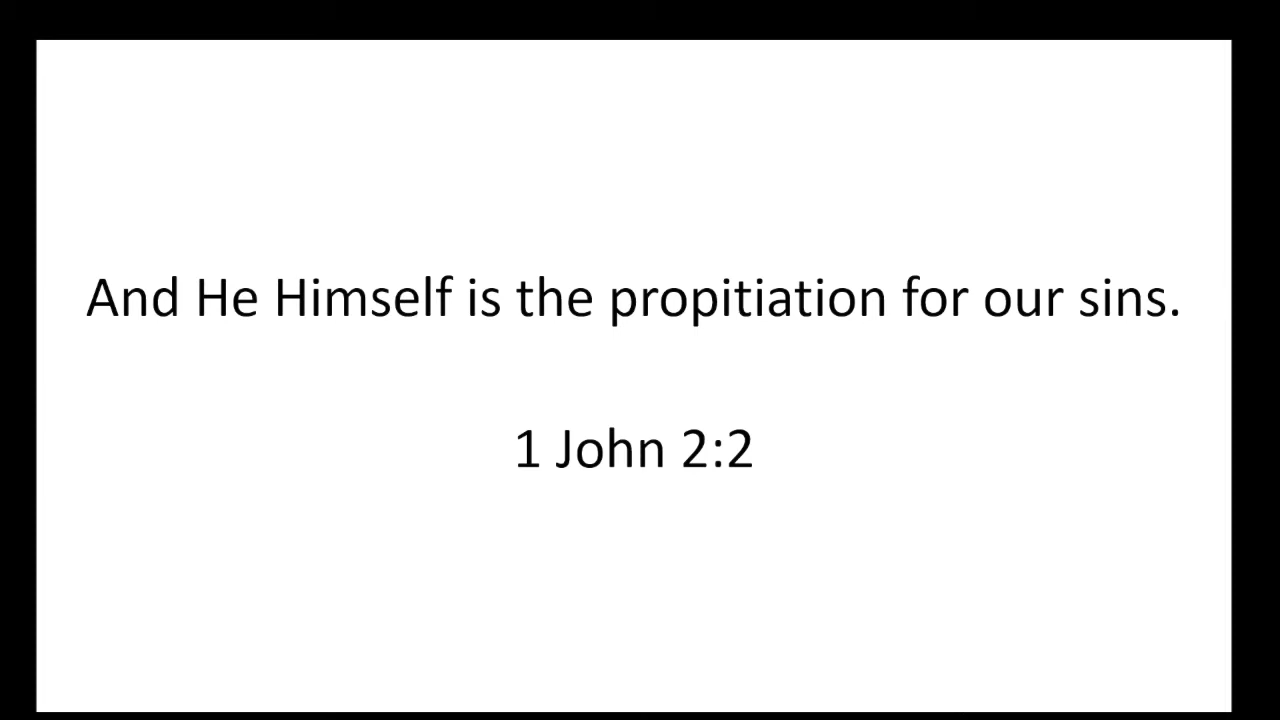 And He Himself is the propitiation for our sins.
1 John 2:2